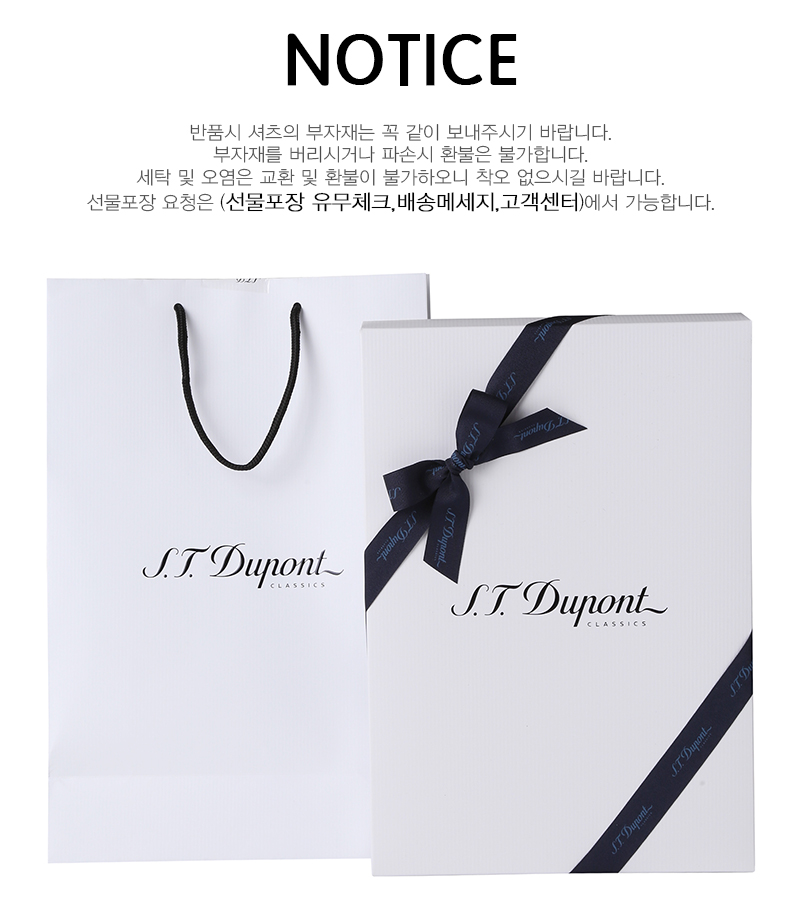 NOTICE
반품시 셔츠의 부자재는 꼭 같이 보내주시기 바랍니다.
부자재를 버리시거나 파손시 환불은 불가합니다.
세탁 및 오염은 교환 및 환불이 불가하오니 착오 없으시길 바랍니다.
선물포장 요청은 (선물포장 유무체크,배송메세지,고객센터)에서 가능합니다.
S.T. Dupont
CLASSICS
S.T. Dupont
CLASSICS
S.T. Dupont
S.T. Dupont
S.T. Dupont
S.T. Dupont
S.T. Dupont
S.T. Dupont
S.T. Dupont